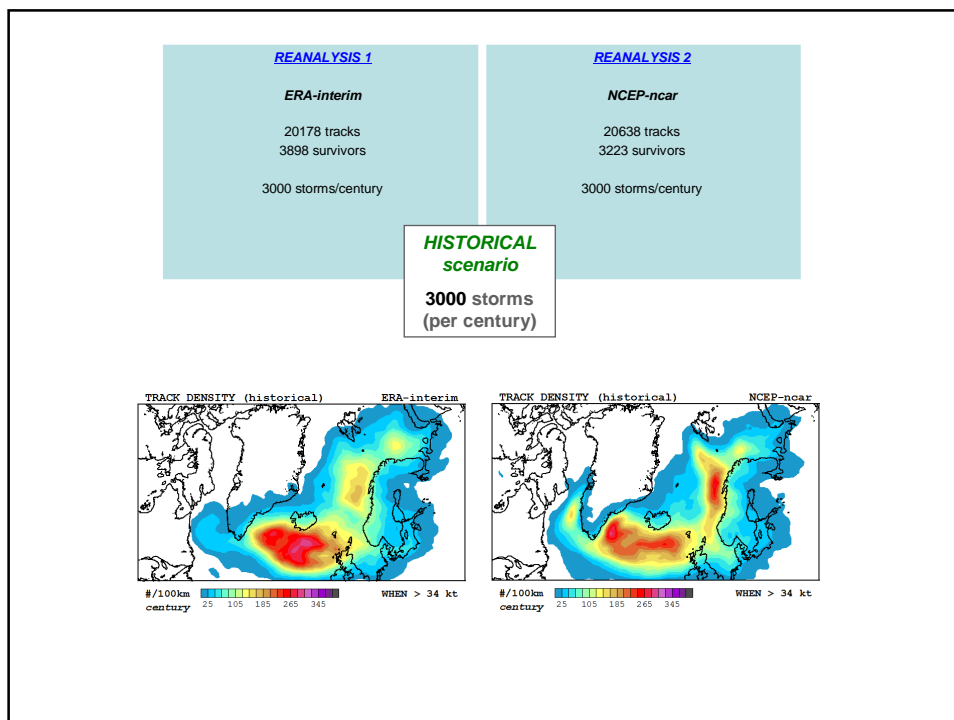 REANALYSIS 1
ERA-interim
20178 tracks
3898 survivors
3000 storms/century
REANALYSIS 2
NCEP-ncar
20638 tracks
3223 survivors
3000 storms/century
HISTORICAL
scenario
3000 storms
(per century)
TRACK DENSITY (historical) ERA-interim
#/100km
century
25 105 185 265 345
WHEN > 34 kt
TRACK DENSITY (historical) NCEP-ncar
#/100km
century
25 105 185 265 345
WHEN > 34 kt